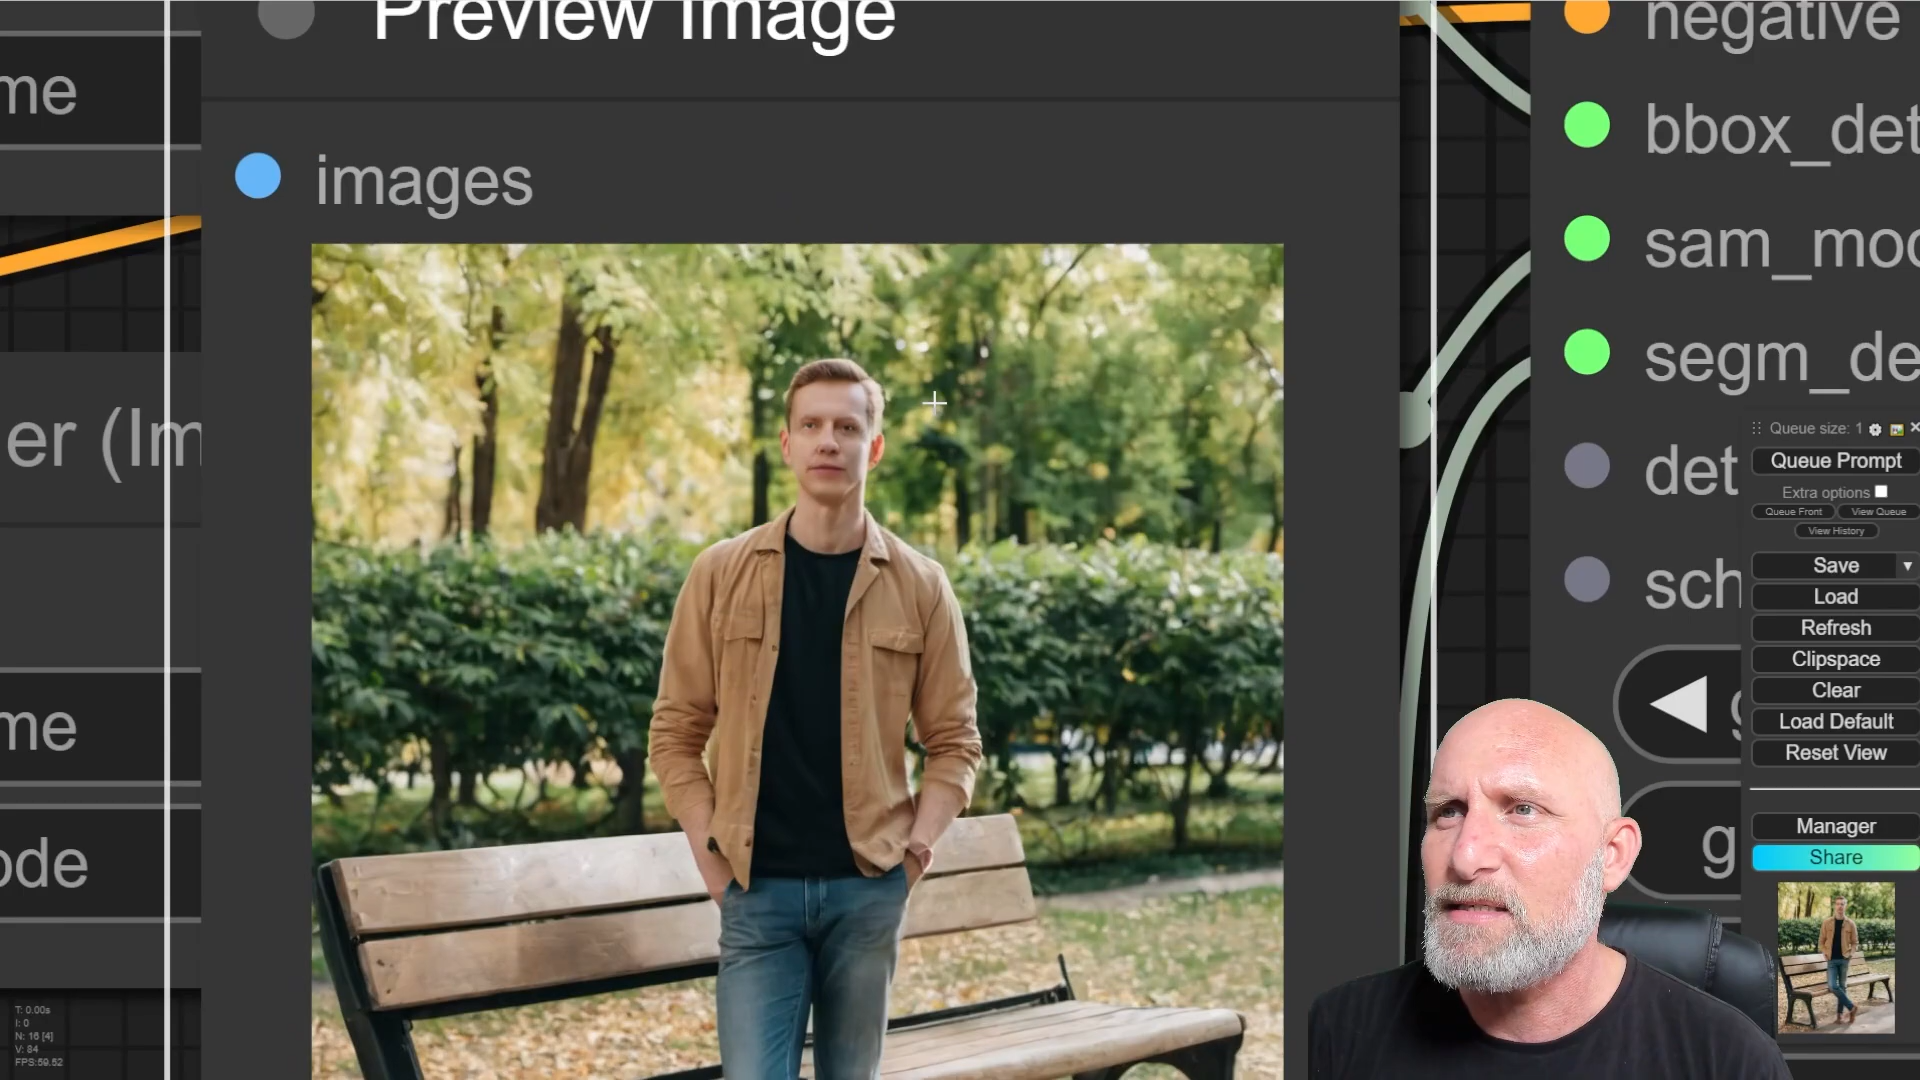 Preview Image
images
me
er (Im
me
ode
negative
bbox_det
sam_mod
segm_de
det
sch
g
Queue size: 1
Queue Prompt
Extra options
Queue Front
View Queue
View History
Save
Load
Refresh
Clipspace
Clear
Load Default
Reset View
Manager
Share
T: 0.00s
I: 0
N: 16 [4]
V: 84
FPS:59.52